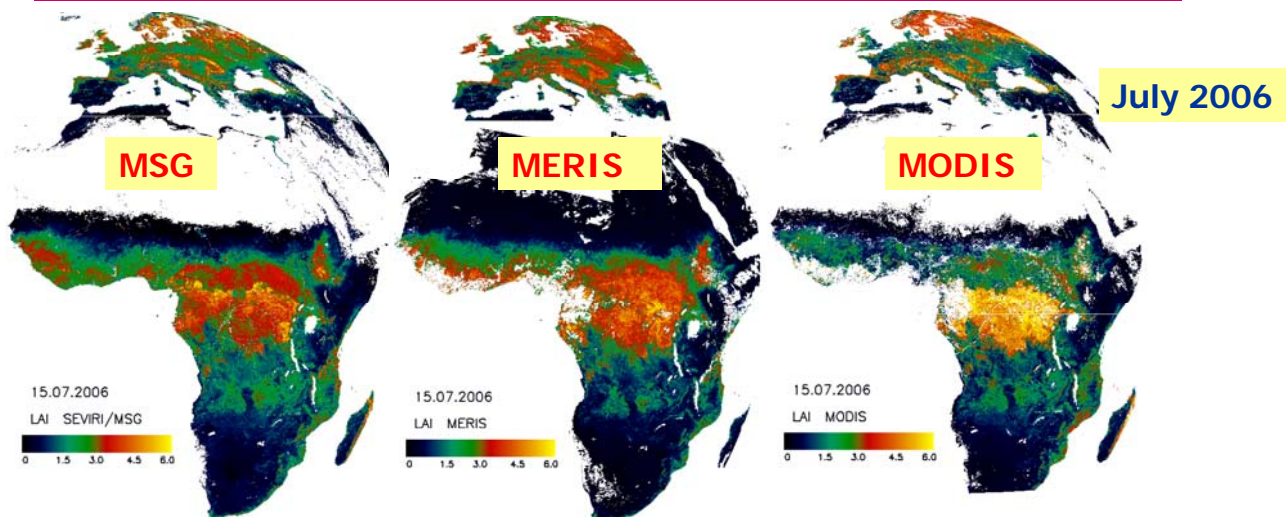 July 2006
MSG
MERIS
MODIS
15.07.2006
LAI SEVIRI/MSG
0 1.5 3.0 4.5 6.0
15.07.2006
LAI MERIS
0 1.5 3.0 4.5 6.0
15.07.2006
LAI MODIS
0 1.5 3.0 4.5 6.0